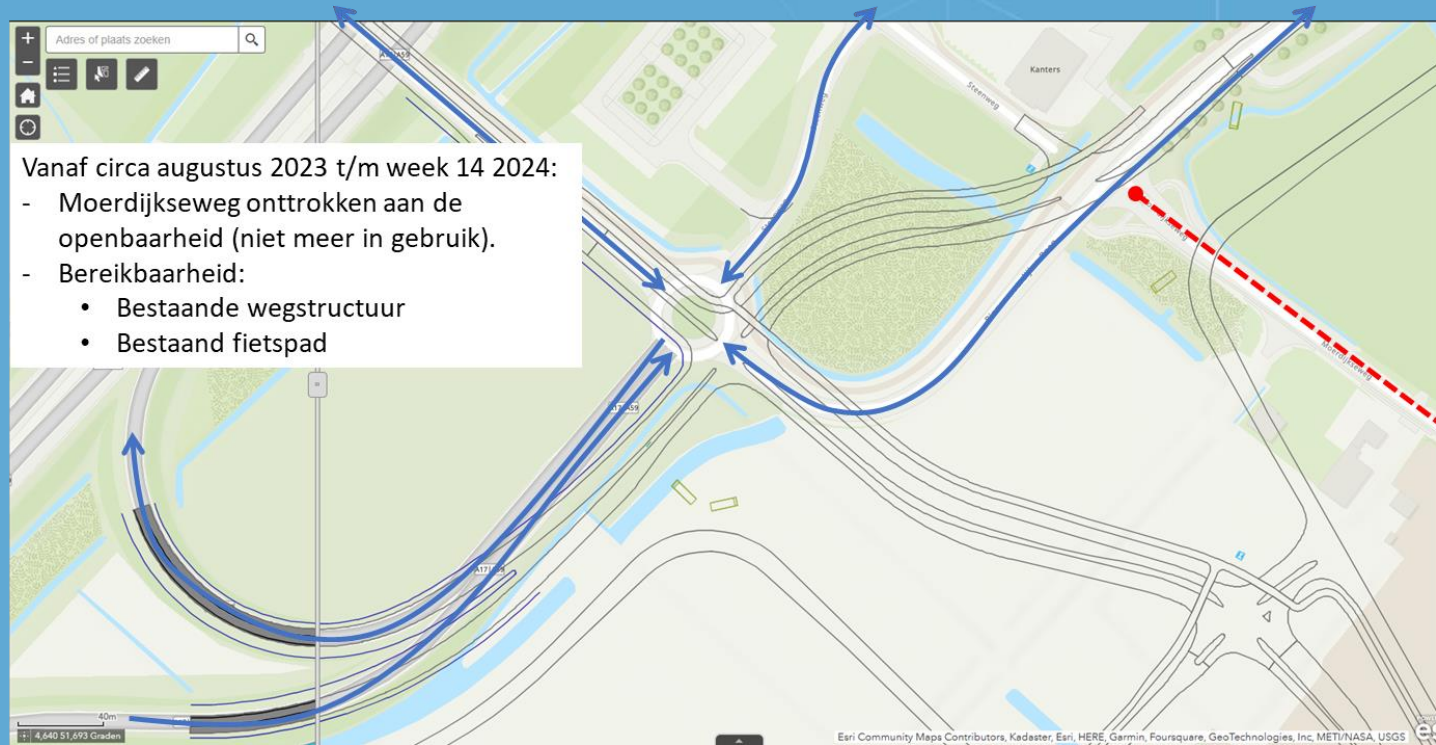 Adres of plaats zoeken
Kanters
Steenweg
Vanaf circa augustus 2023 t/m week 14 2024:
- Moerdijkseweg onttrokken aan de
openbaarheid (niet meer in gebruik).
- Bereikbaarheid:
• Bestaande wegstructuur
• Bestaand fietspad
Moerdijkseweg
40m
4,640 51,693 Graden
Esri Community Maps Contributors, Kadaster, Esri, HERE, Garmin, Foursquare, GeoTechnologies, Inc, METI/NASA, USGS